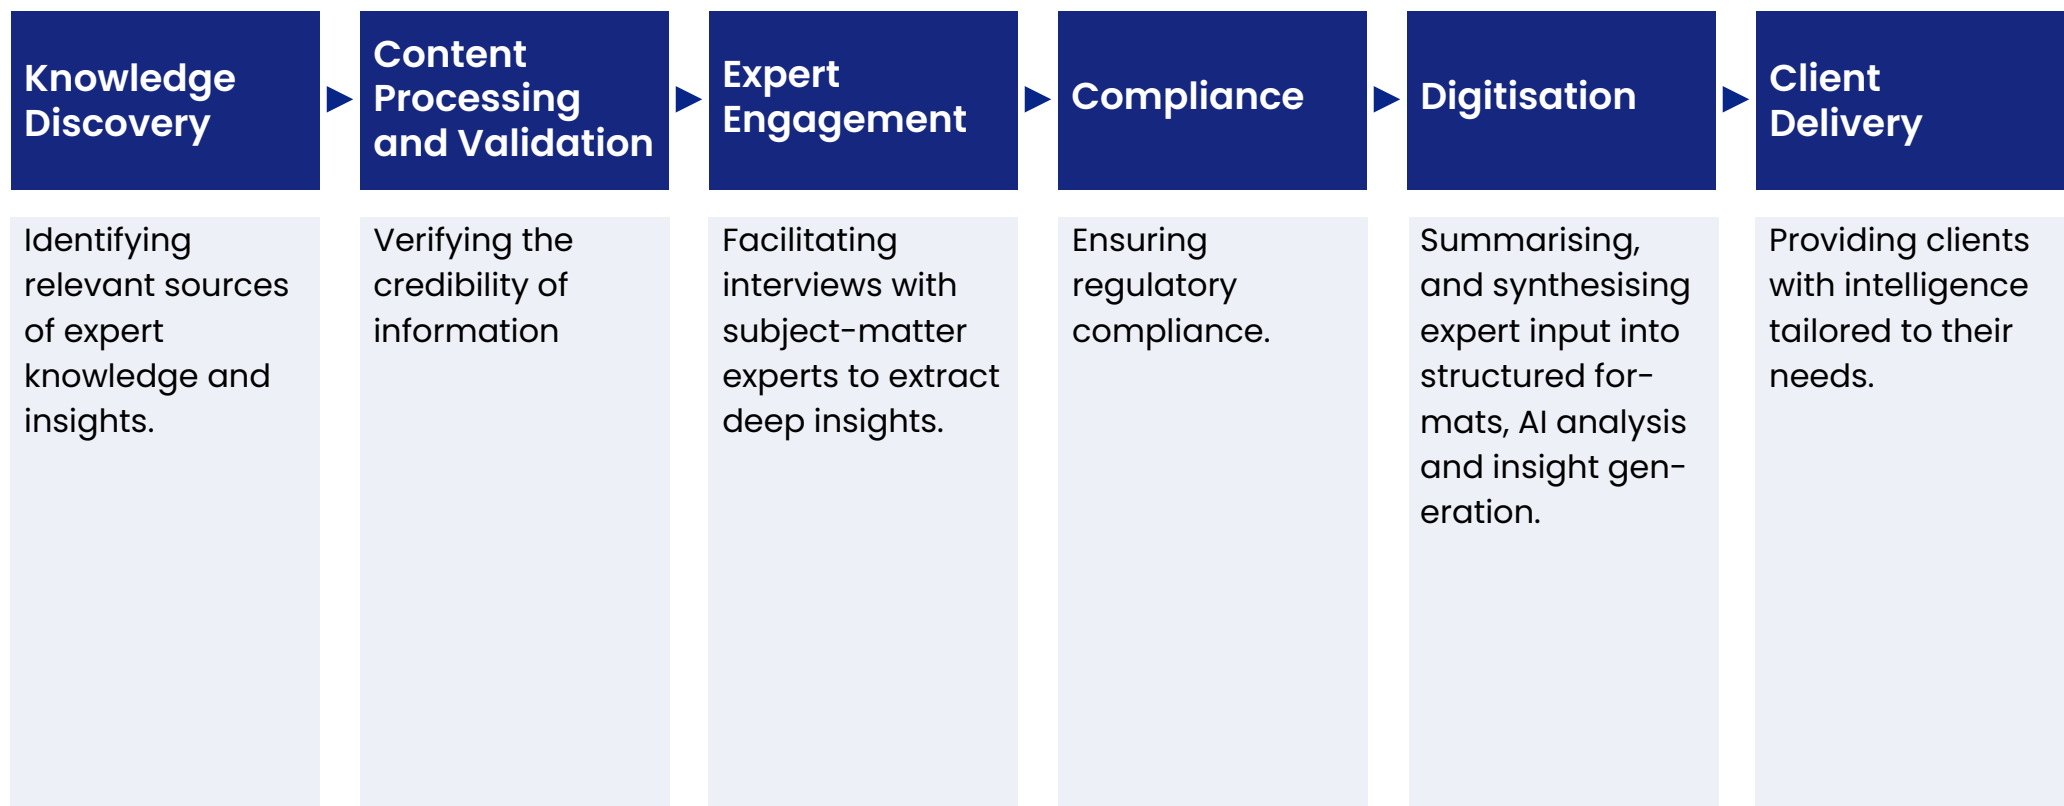 Knowledge
Discovery
Content
Processing
and Validation
Expert
Engagement
Compliance
Digitisation
Client
Delivery
Identifying
relevant sources
of expert
knowledge and
insights.
Verifying the
credibility of
information
Facilitating
interviews with
subject-matter
experts to extract
deep insights.
Ensuring
regulatory
compliance.
Summarising,
and synthesising
expert input into
structured for-
mats, AI analysis
and insight gen-
eration.
Providing clients
with intelligence
tailored to their
needs.